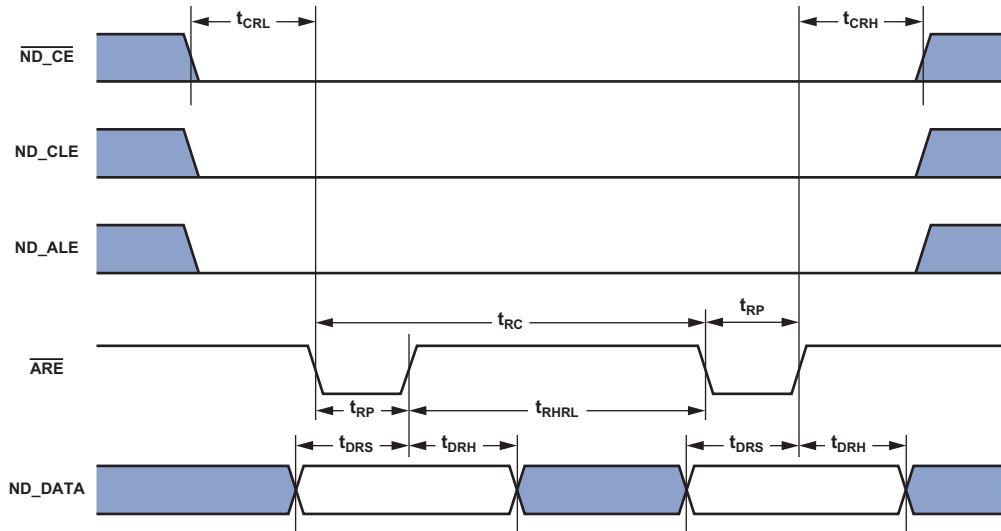 tCRL tCRH
ND_CE
ND_CLE
ND_ALE
tRC tRP
ARE
tRP tRHRL
tDRS tDRH tDRS tDRH
ND_DATA